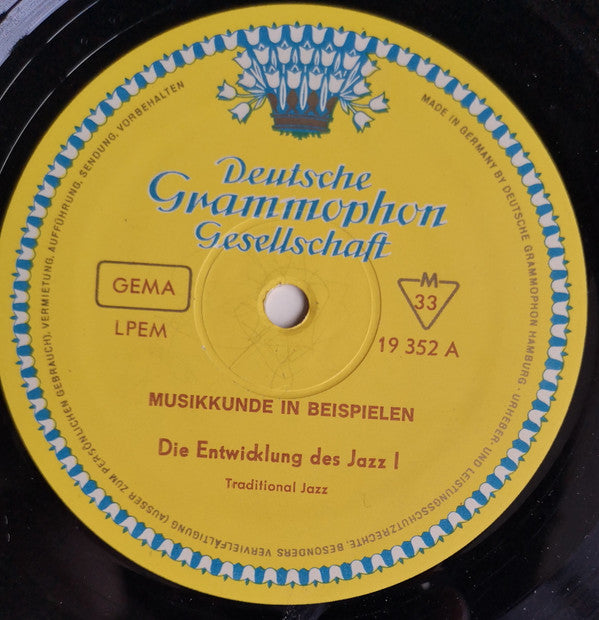 Deutsche
Grammophon
Gesellschaft
GEMA
LPEM
M
33
19 352 A
MUSIKKUNDE IN BEISPIELEN
Die Entwicklung des Jazz I
Traditional Jazz
MADE IN GERMANY BY DEUTSCHE GRAMMOPHON HAMBURG · URHEBER- UND LEISTUNGSSCHUTZRECHTE, BESONDERS VERVIELFÄLTIGUNG (AUSSER ZUM PERSÖNLICHEN GEBRAUCH), VERMIETUNG, AUFFÜHRUNG, SENDUNG, VORBEHALTEN